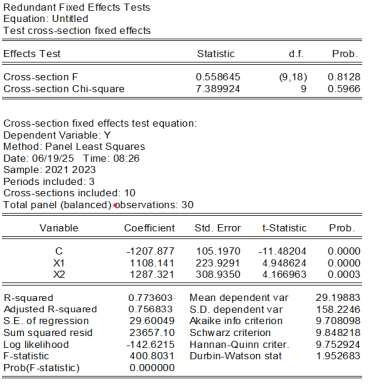 Redundant Fixed Effects Tests
Equation: Untitled
Test cross-section fixed effects
Effects Test Statistic d.f. Prob.
Cross-section F 0.558645 (9,18) 0.8128
Cross-section Chi-square 7.389924 9 0.5966
Cross-section fixed effects test equation:
Dependent Variable: Y
Method: Panel Least Squares
Date: 06/19/25 Time: 08:26
Sample: 2021 2023
Periods included: 3
Cross-sections included: 10
Total panel (balanced) observations: 30
Variable Coefficient Std. Error t-Statistic Prob.
C -1207.877 105.1970 -11.48204 0.0000
X1 1108.141 223.9291 4.948624 0.0000
X2 1287.321 308.9350 4.166963 0.0003
R-squared 0.773603 Mean dependent var 29.19883
Adjusted R-squared 0.756833 S.D. dependent var 158.2246
S.E. of regression 29.60049 Akaike info criterion 9.708098
Sum squared resid 23657.10 Schwarz criterion 9.848218
Log likelihood -142.6215 Hannan-Quinn criter. 9.752924
F-statistic 400.8031 Durbin-Watson stat 1.952683
Prob(F-statistic) 0.000000